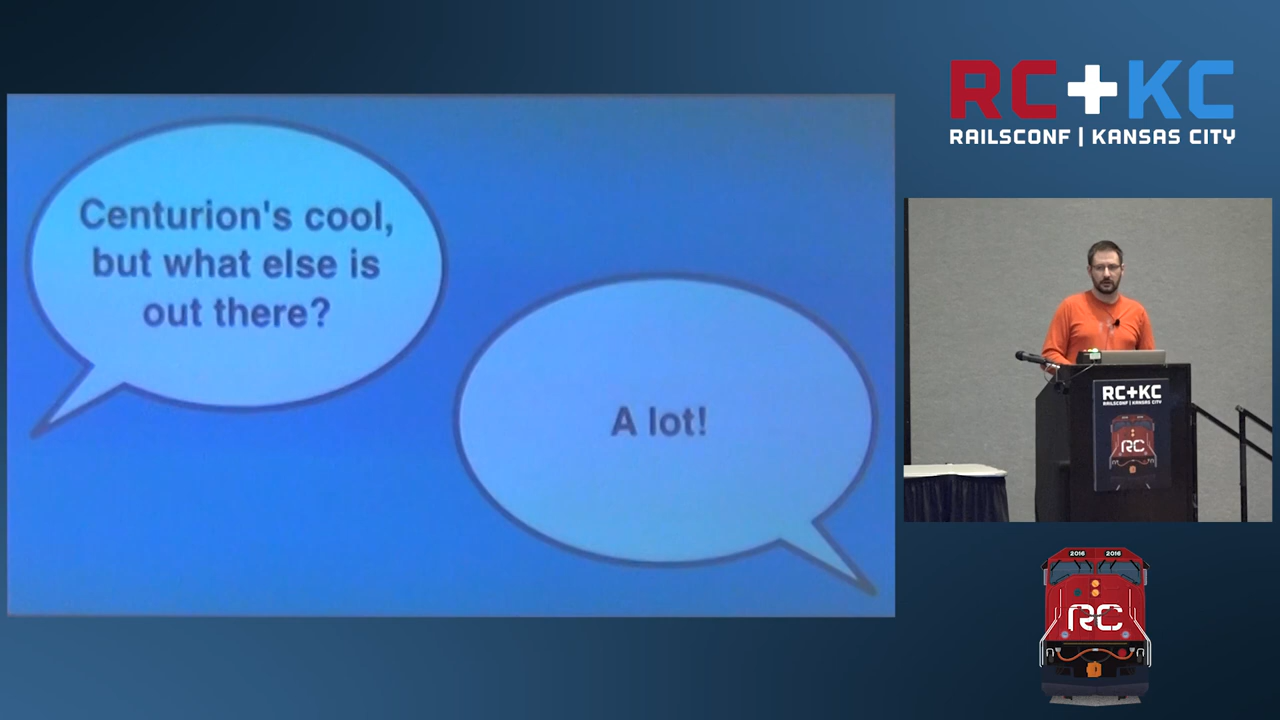 Centurion's cool,
but what else is
out there?
A lot!
RC+KC
RAILSCONF | KANSAS CITY
RC+KC
RAILSCONF | KANSAS CITY
RC
2016 2016
RC